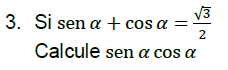 3. Si sen α + cos α = √3/2
Calcule sen α cos α